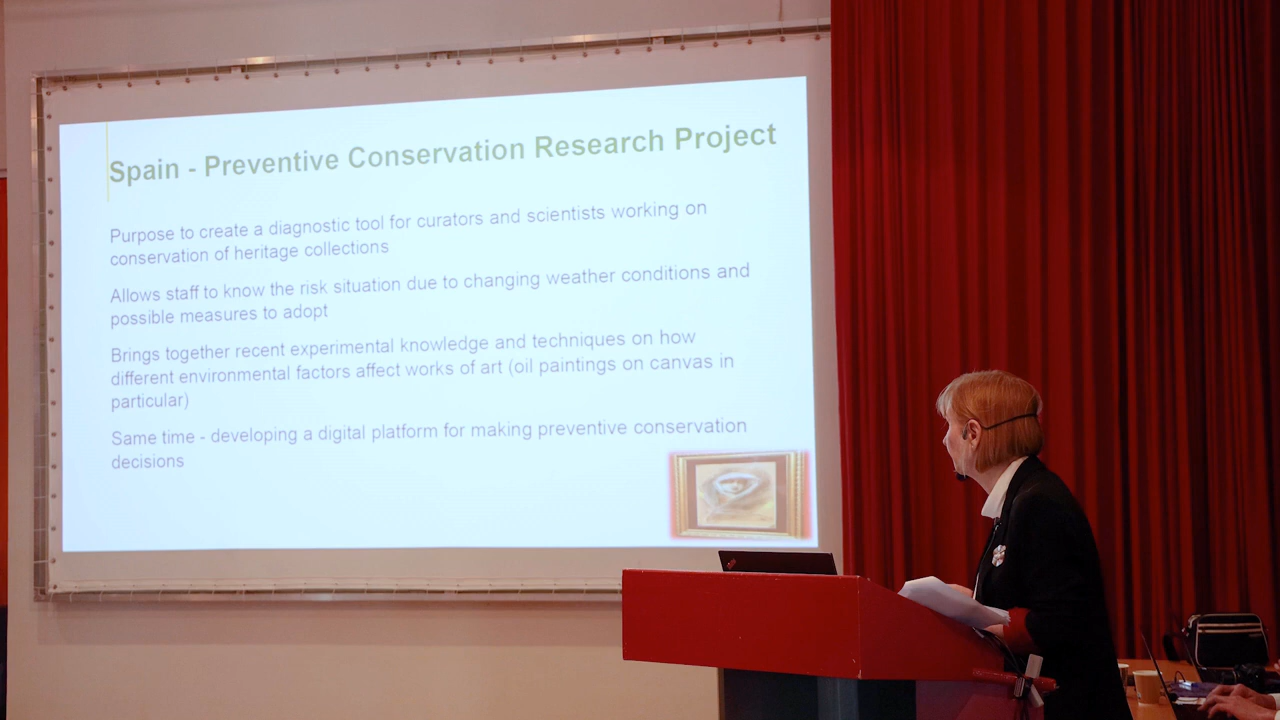 Spain - Preventive Conservation Research Project
Purpose to create a diagnostic tool for curators and scientists working on
conservation of heritage collections
Allows staff to know the risk situation due to changing weather conditions and
possible measures to adopt
Brings together recent experimental knowledge and techniques on how
different environmental factors affect works of art (oil paintings on canvas in
particular)
Same time - developing a digital platform for making preventive conservation
decisions